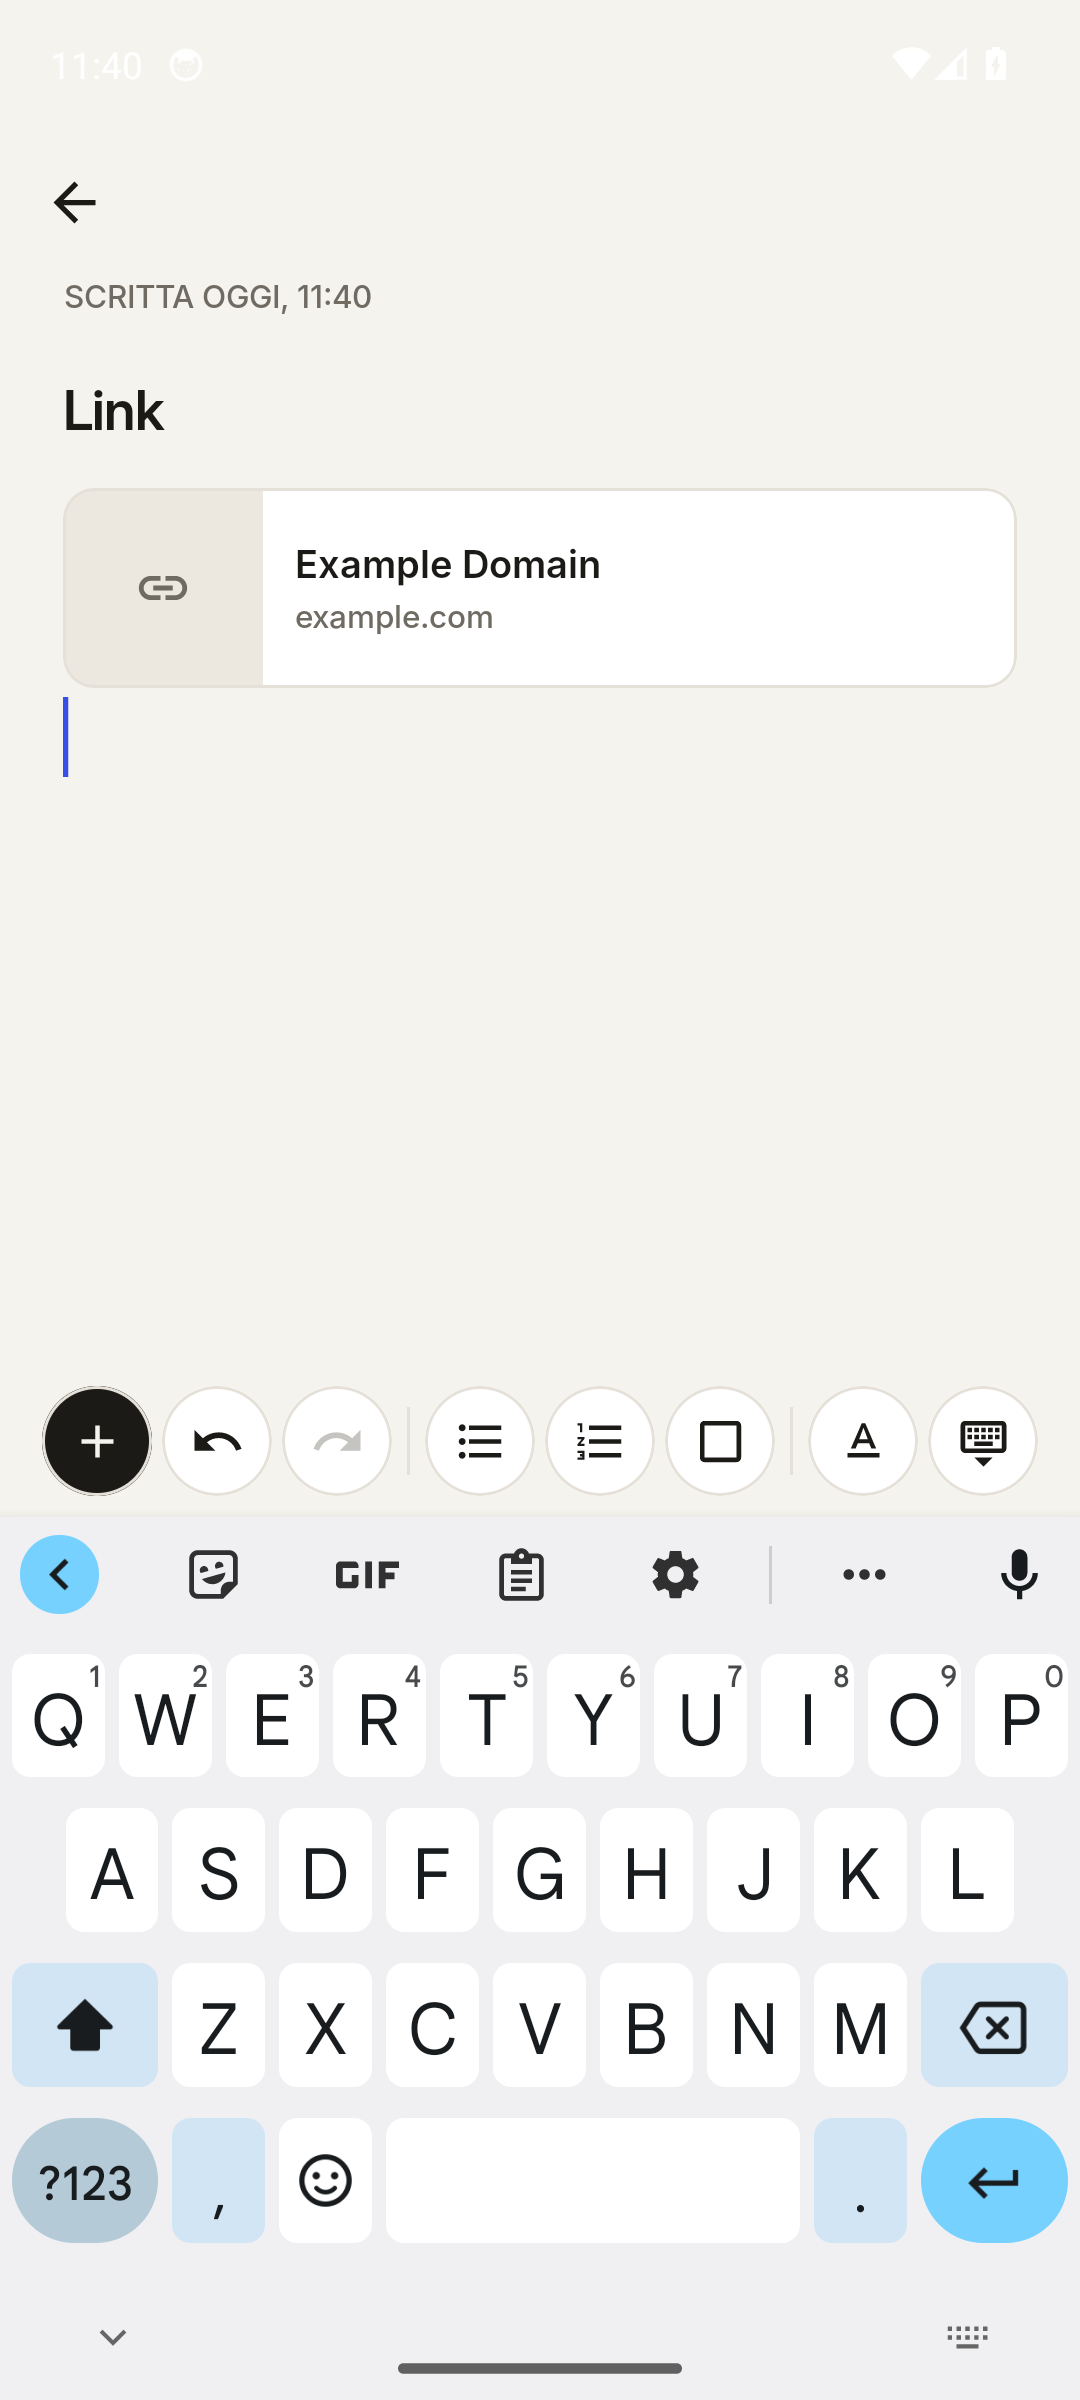 11:40
SCRITTA OGGI, 11:40
Link
Example Domain
example.com
A
GIF
Q 1 W 2 E 3 R 4 T 5 Y 6 U 7 I 8 O 9 P 0
A S D F G H J K L
Z X C V B N M
?123 , .